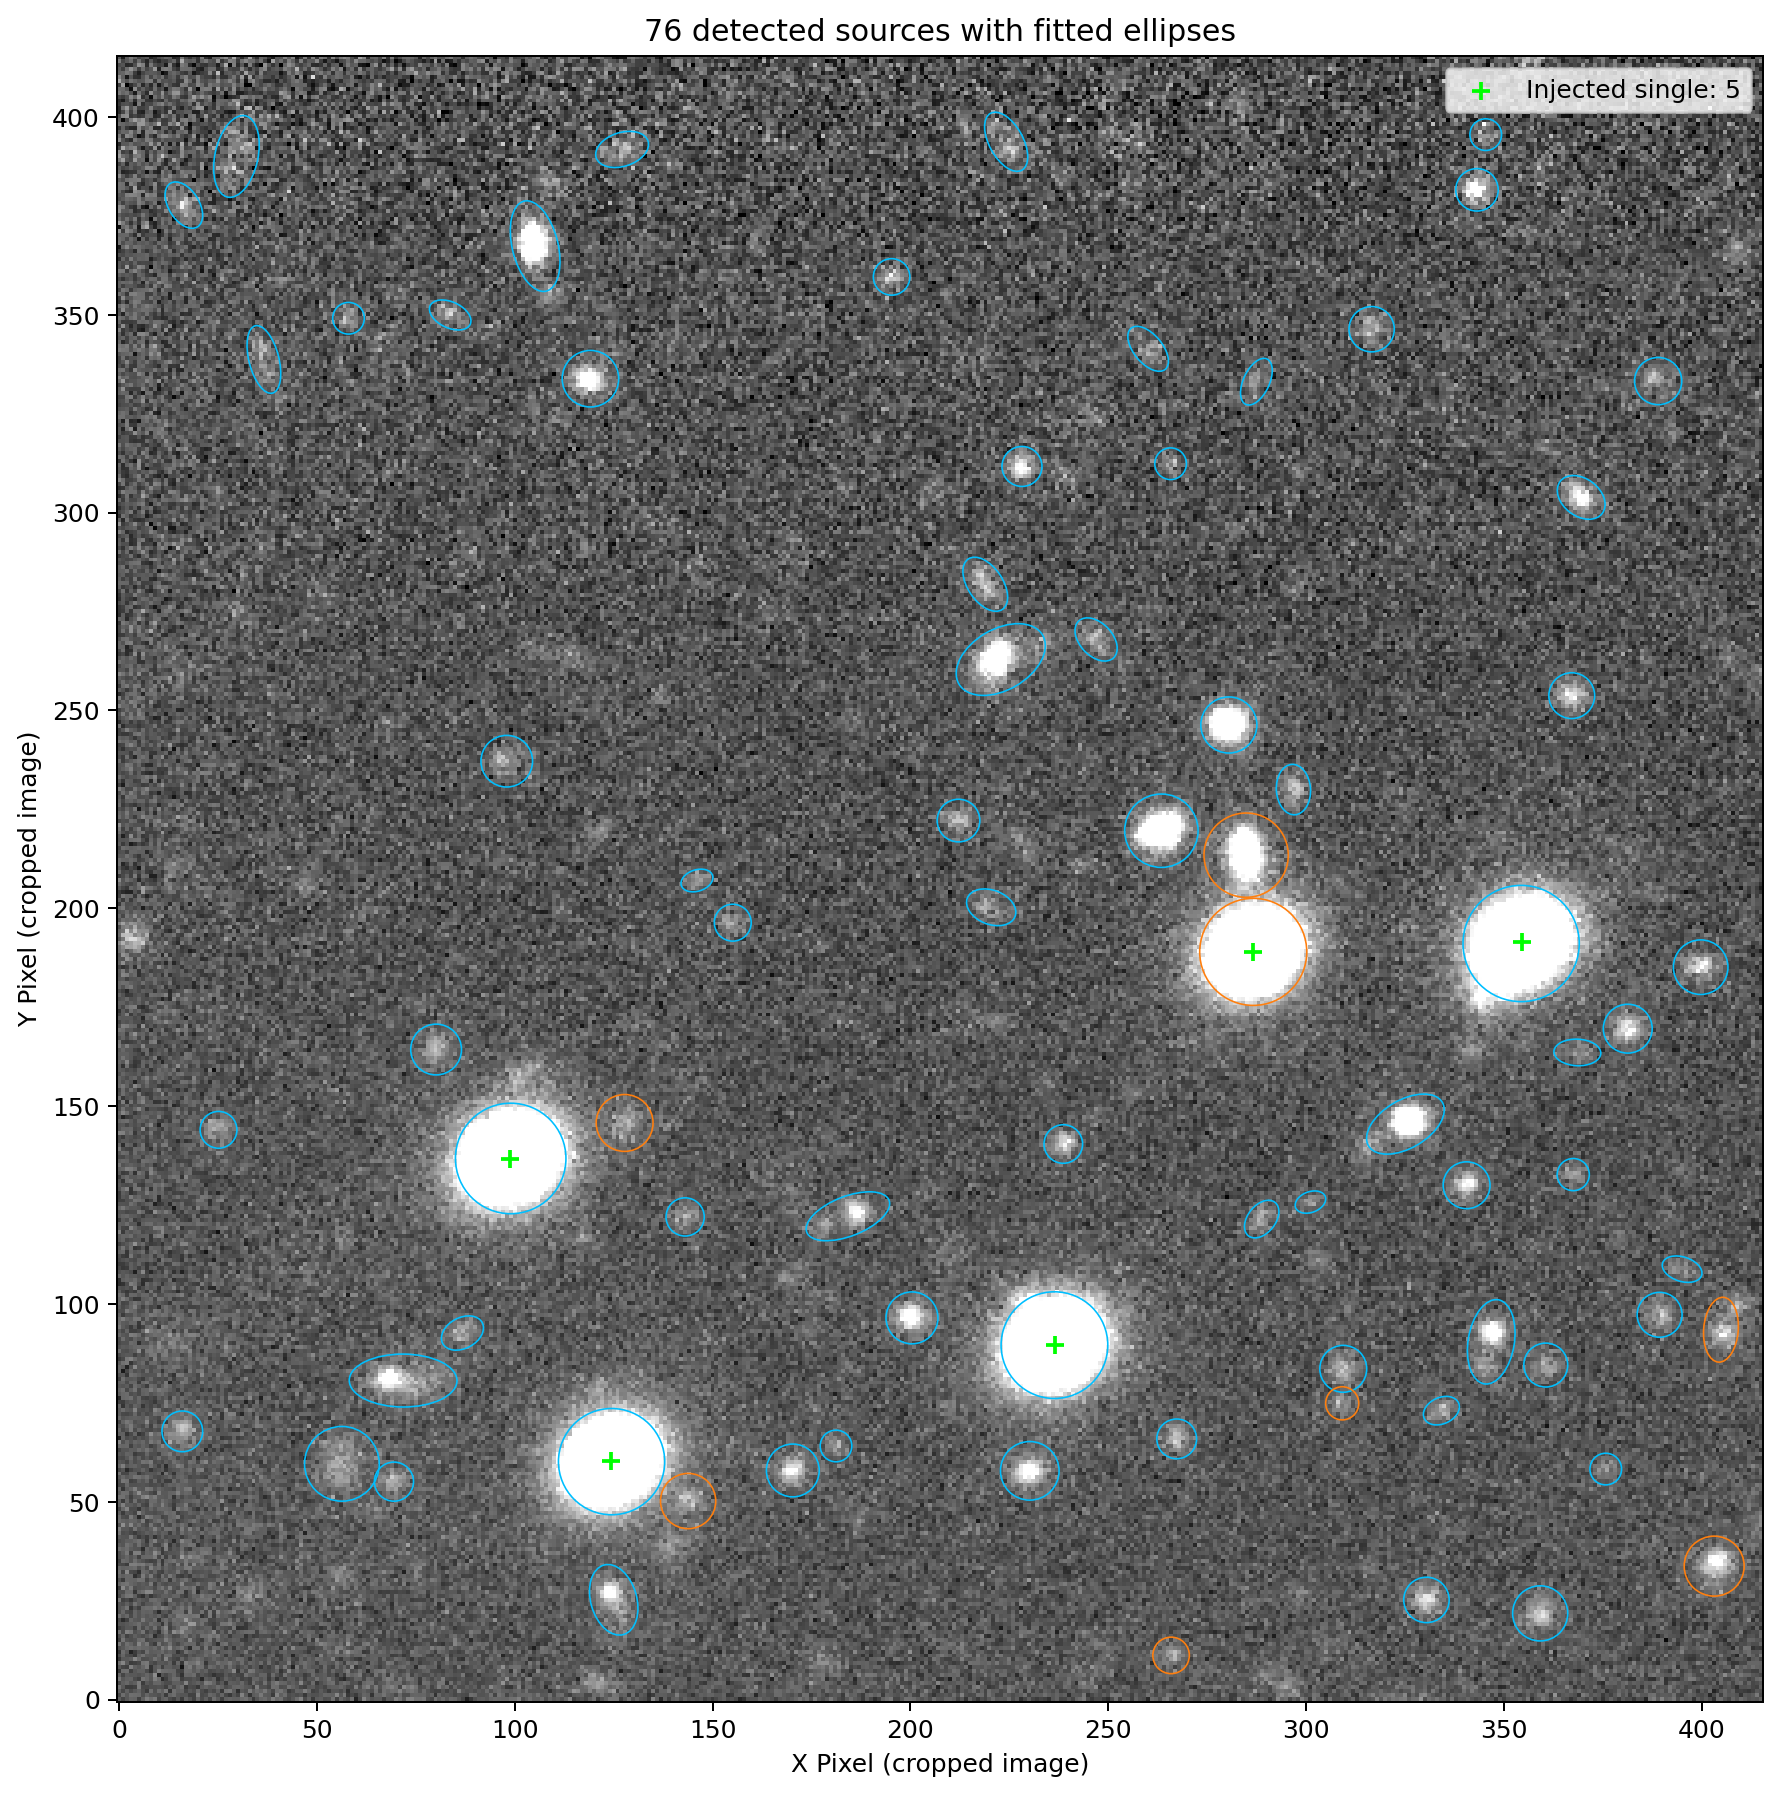 76 detected sources with fitted ellipses
Injected single: 5
Y Pixel (cropped image)
400
350
300
250
200
150
100
50
0
0 50 100 150 200 250 300 350 400
X Pixel (cropped image)